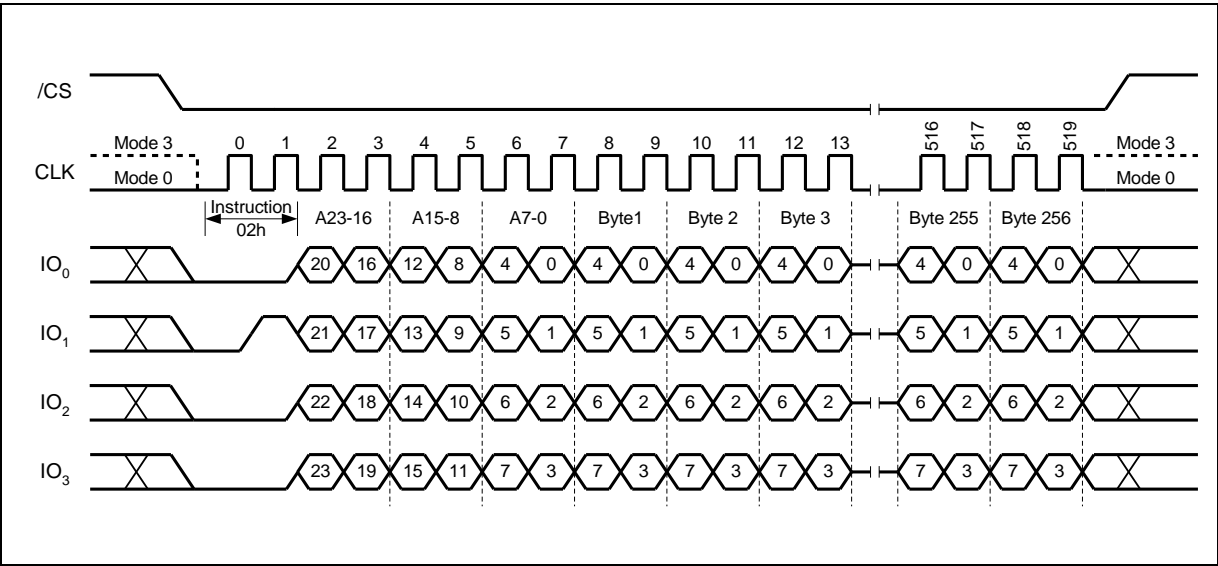 /CS
Mode 3 0 1 2 3 4 5 6 7 8 9 10 11 12 13 516 517 518 519 Mode 3
CLK
Mode 0 Mode 0
Instruction A23-16 A15-8 A7-0 Byte1 Byte 2 Byte 3 Byte 255 Byte 256
02h
IO0 20 16 12 8 4 0 4 0 4 0 4 0 4 0 4 0
IO1 21 17 13 9 5 1 5 1 5 1 5 1 5 1 5 1
IO2 22 18 14 10 6 2 6 2 6 2 6 2 6 2 6 2
IO3 23 19 15 11 7 3 7 3 7 3 7 3 7 3 7 3